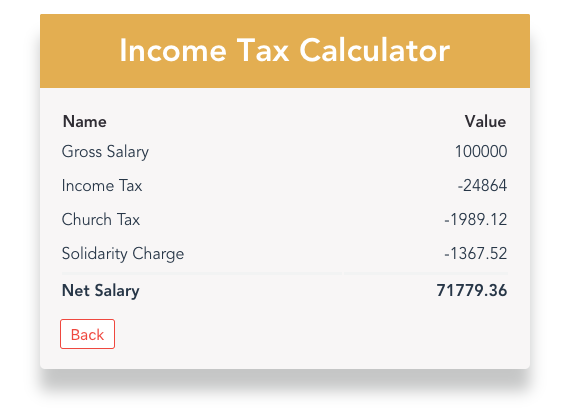 Income Tax Calculator
Name Value
Gross Salary 100000
Income Tax -24864
Church Tax -1989.12
Solidarity Charge -1367.52
Net Salary 71779.36
Back